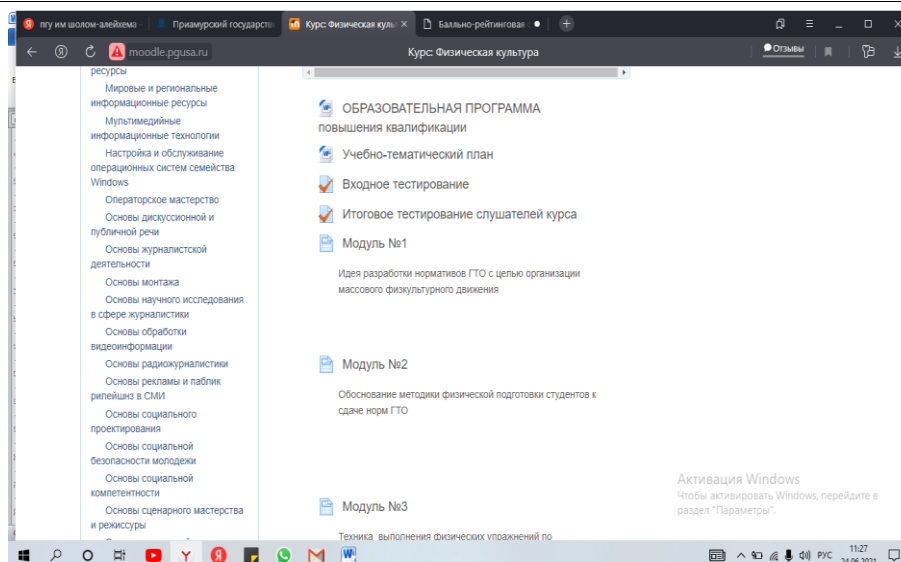 пгу им шолом-алейхема
Приамурский государств
Курс: Физическая куль
Балльно-рейтинговая с
moodle.pgusa.ru
Курс: Физическая культура
Отзывы
ресурсы
Мировые и региональные
информационные ресурсы
Мультимедийные
информационные технологии
Настройка и обслуживание
операционных систем семейства
Windows
Операторское мастерство
Основы дискуссионной и
публичной речи
Основы журналистской
деятельности
Основы монтажа
Основы научного исследования
в сфере журналистики
Основы обработки
видеоинформации
Основы радиожурналистики
Основы рекламы и паблик
рилейшнз в СМИ
Основы социального
проектирования
Основы социальной
безопасности молодежи
Основы социальной
компетентности
Основы сценарного мастерства
и режиссуры
ОБРАЗОВАТЕЛЬНАЯ ПРОГРАММА
повышения квалификации
Учебно-тематический план
Входное тестирование
Итоговое тестирование слушателей курса
Модуль №1
Идея разработки нормативов ГТО с целью организации
массового физкультурного движения
Модуль №2
Обоснование методики физической подготовки студентов к
сдаче норм ГТО
Модуль №3
Техника выполнения физических упражнений по
Активация Windows
Чтобы активировать Windows, перейдите в
раздел "Параметры".
РУС
11:27
24.06.2021